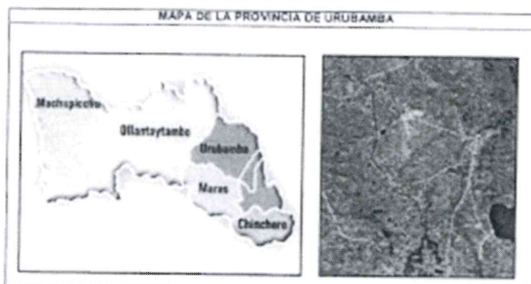 MAPA DE LA PROVINCIA DE URUBAMBA
Machupicchu
Ollantaytambo
Urubamba
Maras
Chinchero